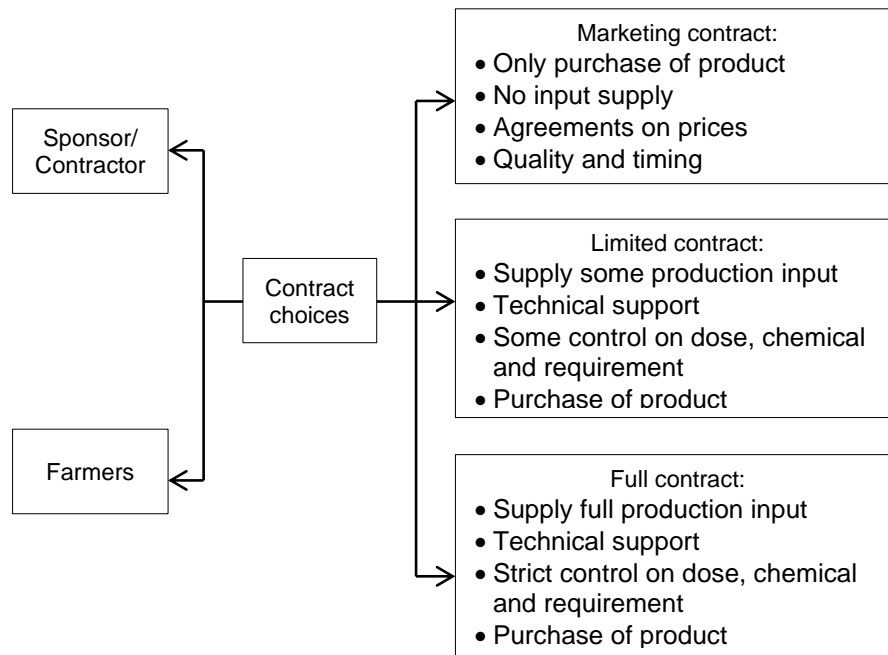 Marketing contract:
• Only purchase of product
• No input supply
• Agreements on prices
• Quality and timing
Sponsor/
Contractor
Limited contract:
• Supply some production input
• Technical support
• Some control on dose, chemical
and requirement
• Purchase of product
Contract
choices
Farmers
Full contract:
• Supply full production input
• Technical support
• Strict control on dose, chemical
and requirement
• Purchase of product